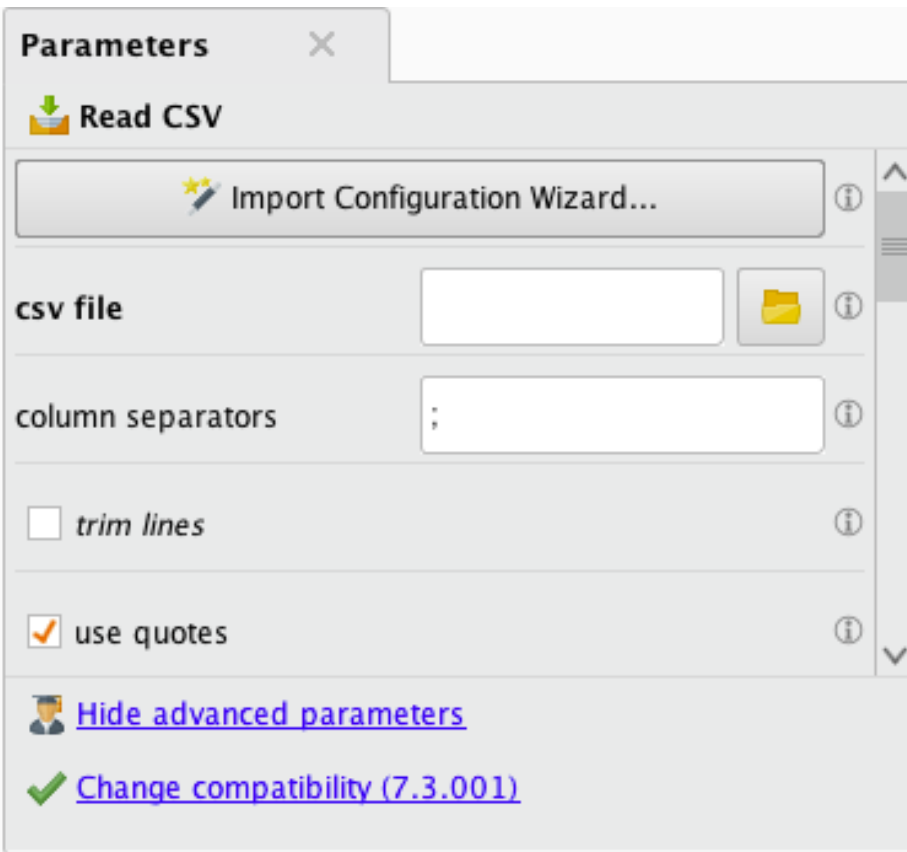 Parameters
Read CSV
Import Configuration Wizard...
csv file
column separators ;
trim lines
use quotes
Hide advanced parameters
Change compatibility (7.3.001)